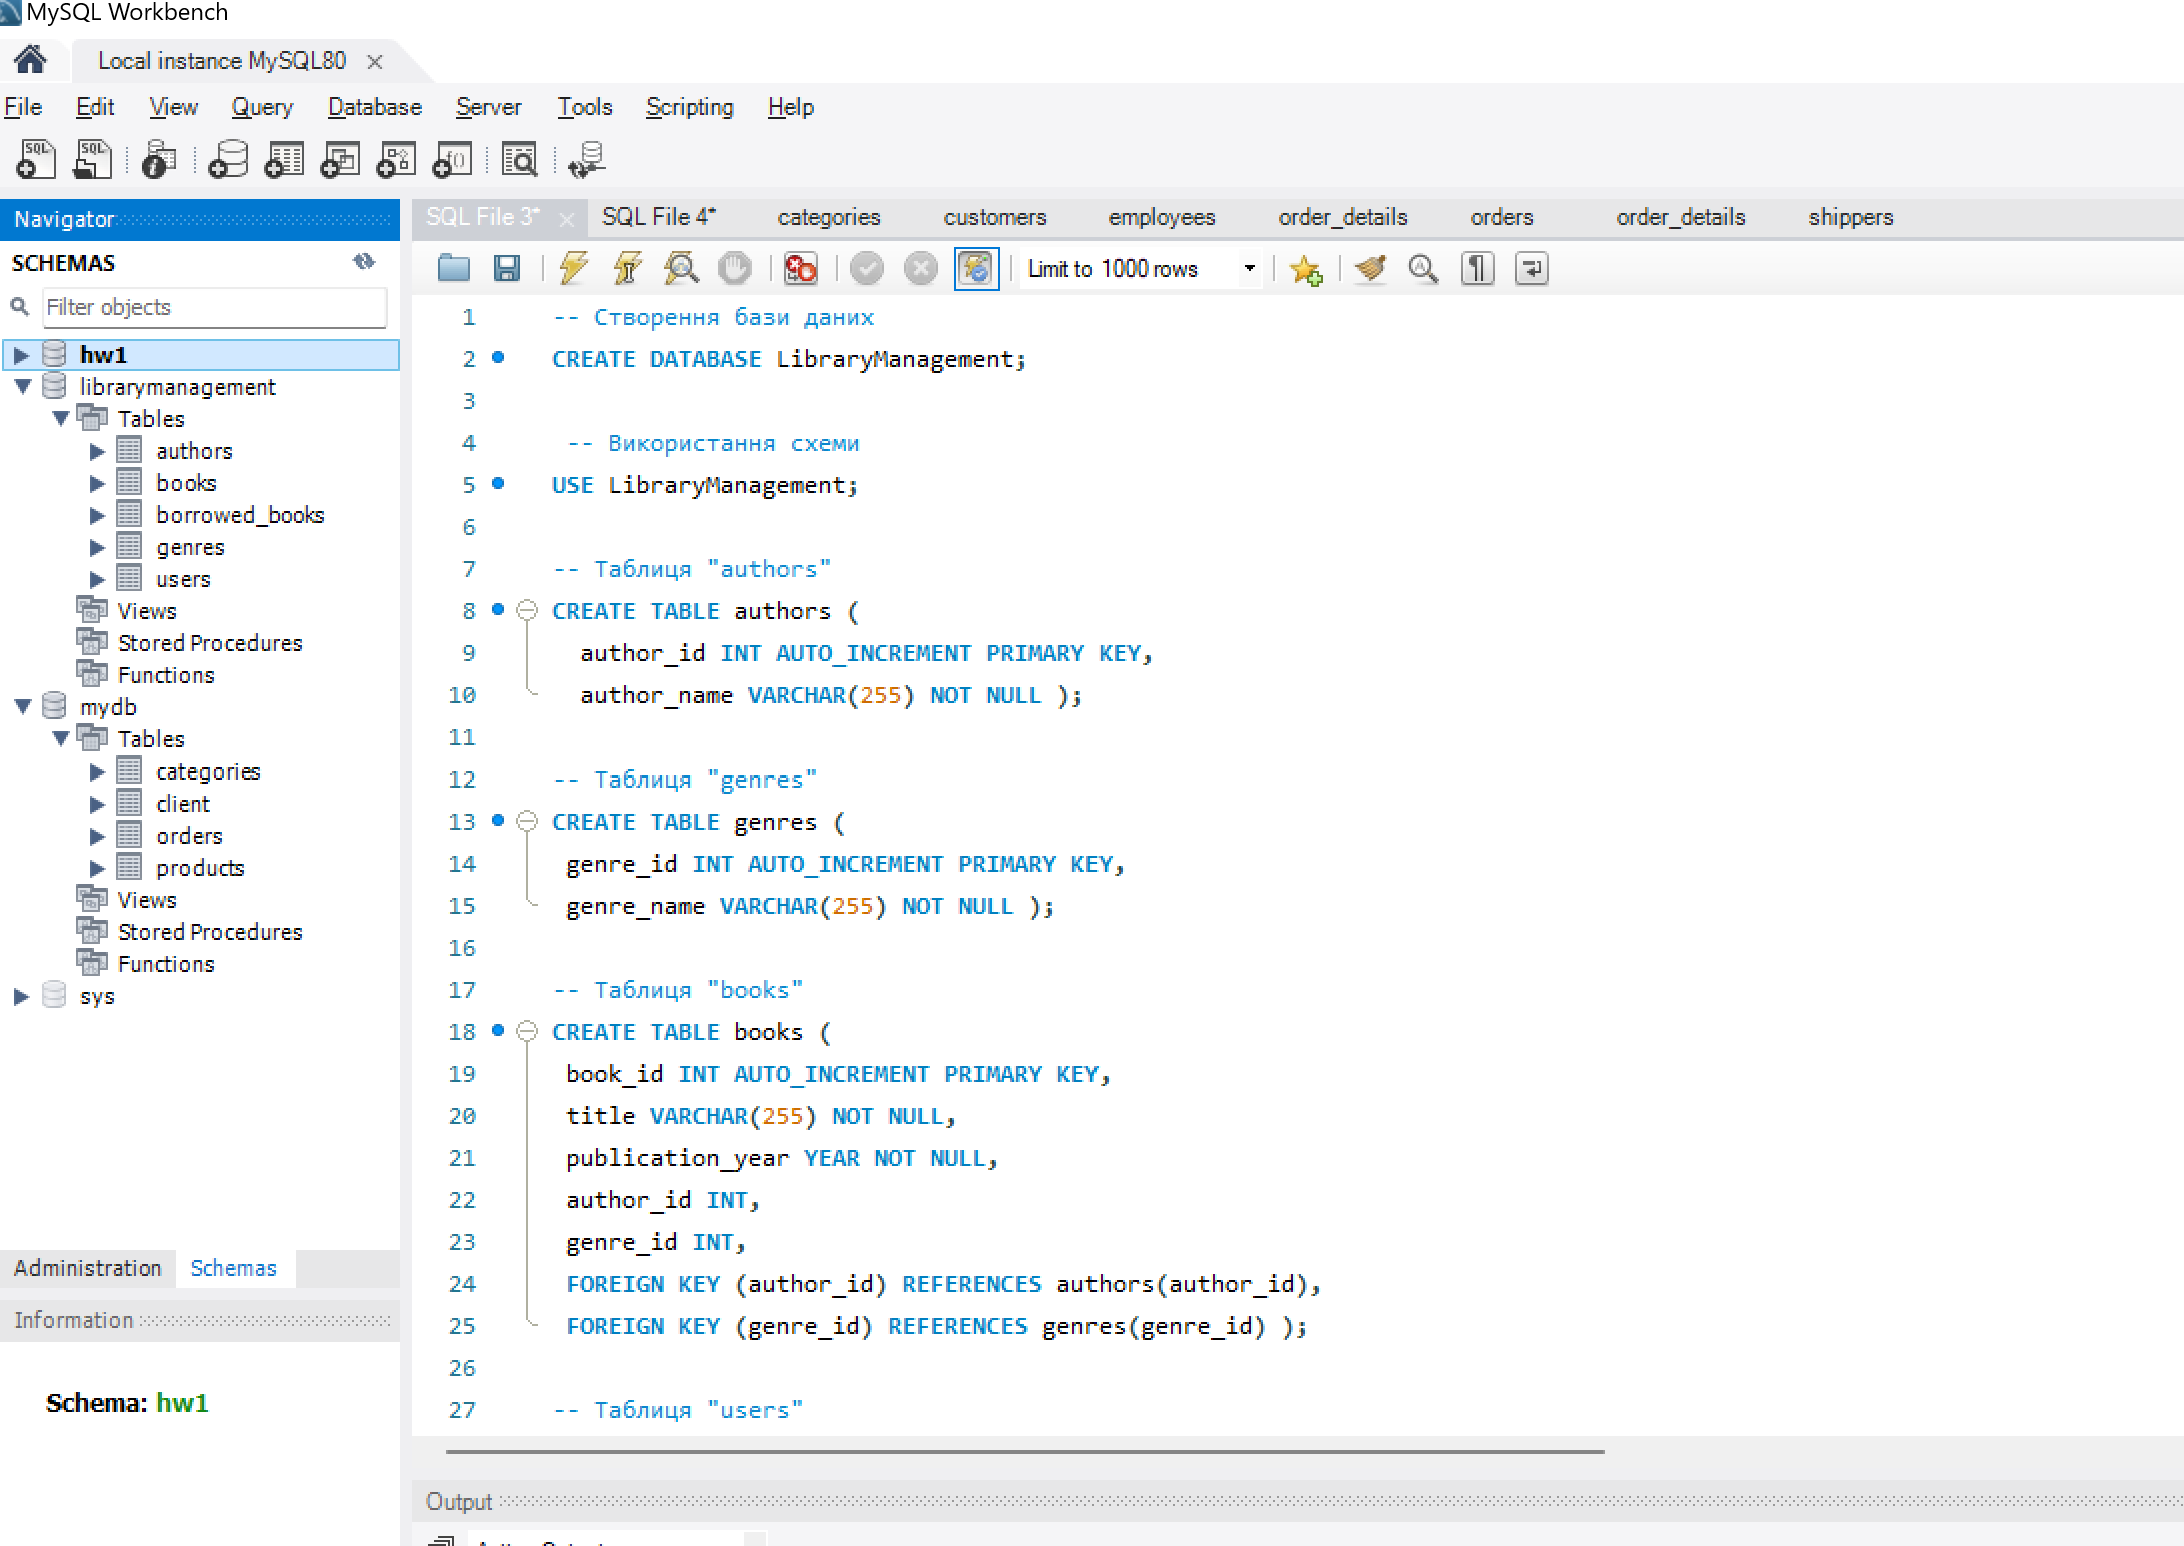 MySQL Workbench
Local instance MySQL80
File Edit View Query Database Server Tools Scripting Help
Navigator
SCHEMAS
Filter objects
hw1
librarymanagement
Tables
authors
books
borrowed_books
genres
users
Views
Stored Procedures
Functions
mydb
Tables
categories
client
orders
products
Views
Stored Procedures
Functions
sys
Administration Schemas
Information
Schema: hw1
SQL File 3* SQL File 4* categories customers employees order_details orders order_details shippers
Limit to 1000 rows
1 -- Створення бази даних
2 CREATE DATABASE LibraryManagement;
3
4 -- Використання схеми
5 USE LibraryManagement;
6
7 -- Таблиця "authors"
8 CREATE TABLE authors (
9 author_id INT AUTO_INCREMENT PRIMARY KEY,
10 author_name VARCHAR(255) NOT NULL );
11
12 -- Таблиця "genres"
13 CREATE TABLE genres (
14 genre_id INT AUTO_INCREMENT PRIMARY KEY,
15 genre_name VARCHAR(255) NOT NULL );
16
17 -- Таблиця "books"
18 CREATE TABLE books (
19 book_id INT AUTO_INCREMENT PRIMARY KEY,
20 title VARCHAR(255) NOT NULL,
21 publication_year YEAR NOT NULL,
22 author_id INT,
23 genre_id INT,
24 FOREIGN KEY (author_id) REFERENCES authors(author_id),
25 FOREIGN KEY (genre_id) REFERENCES genres(genre_id) );
26
27 -- Таблиця "users"
Output